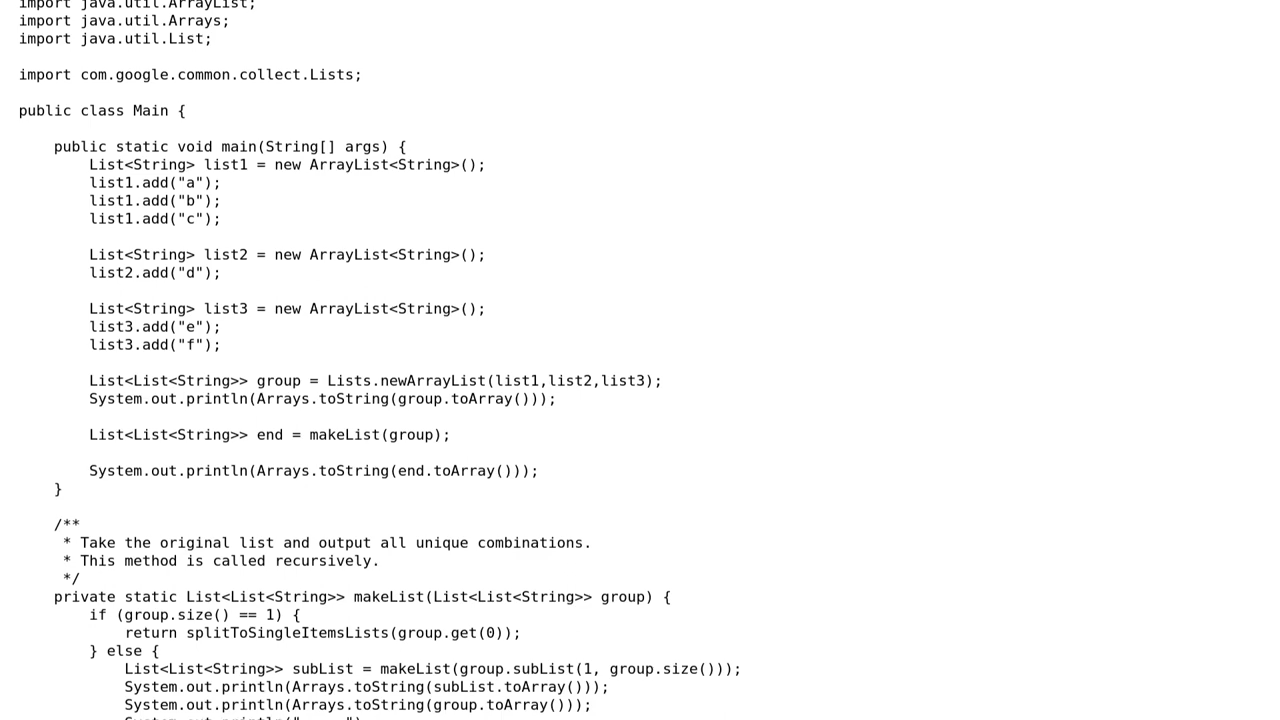 import java.util.ArrayList;
import java.util.Arrays;
import java.util.List;

import com.google.common.collect.Lists;

public class Main {

    public static void main(String[] args) {
        List<String> list1 = new ArrayList<String>();
        list1.add("a");
        list1.add("b");
        list1.add("c");

        List<String> list2 = new ArrayList<String>();
        list2.add("d");

        List<String> list3 = new ArrayList<String>();
        list3.add("e");
        list3.add("f");

        List<List<String>> group = Lists.newArrayList(list1,list2,list3);
        System.out.println(Arrays.toString(group.toArray()));

        List<List<String>> end = makeList(group);

        System.out.println(Arrays.toString(end.toArray()));
    }

    /**
     * Take the original list and output all unique combinations.
     * This method is called recursively.
     */
    private static List<List<String>> makeList(List<List<String>> group) {
        if (group.size() == 1) {
            return splitToSingleItemsLists(group.get(0));
        } else {
            List<List<String>> subList = makeList(group.subList(1, group.size()));
            System.out.println(Arrays.toString(subList.toArray()));
            System.out.println(Arrays.toString(group.toArray()));